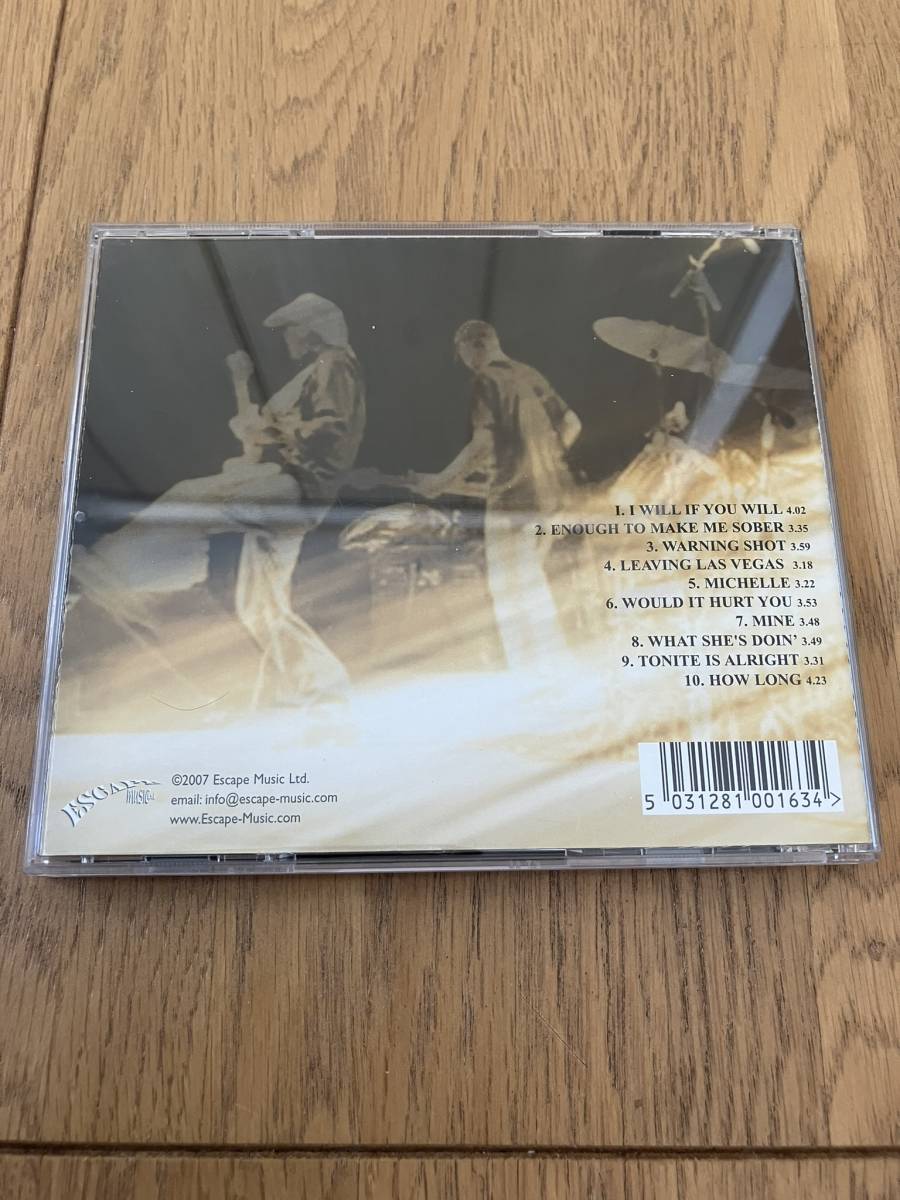 I. I WILL IF YOU WILL 4.02
2. ENOUGH TO MAKE ME SOBER 3.35
3. WARNING SHOT 3.59
4. LEAVING LAS VEGAS 3.18
5. MICHELLE 3.22
6. WOULD IT HURT YOU 3.53
7. MINE 3.48
8. WHAT SHE'S DOIN' 3.49
9. TONITE IS ALRIGHT 3.31
10. HOW LONG 4.23
ESCAPE
MUSIC
©2007 Escape Music Ltd.
email: info@escape-music.com
www.Escape-Music.com
5 031281 001634 >